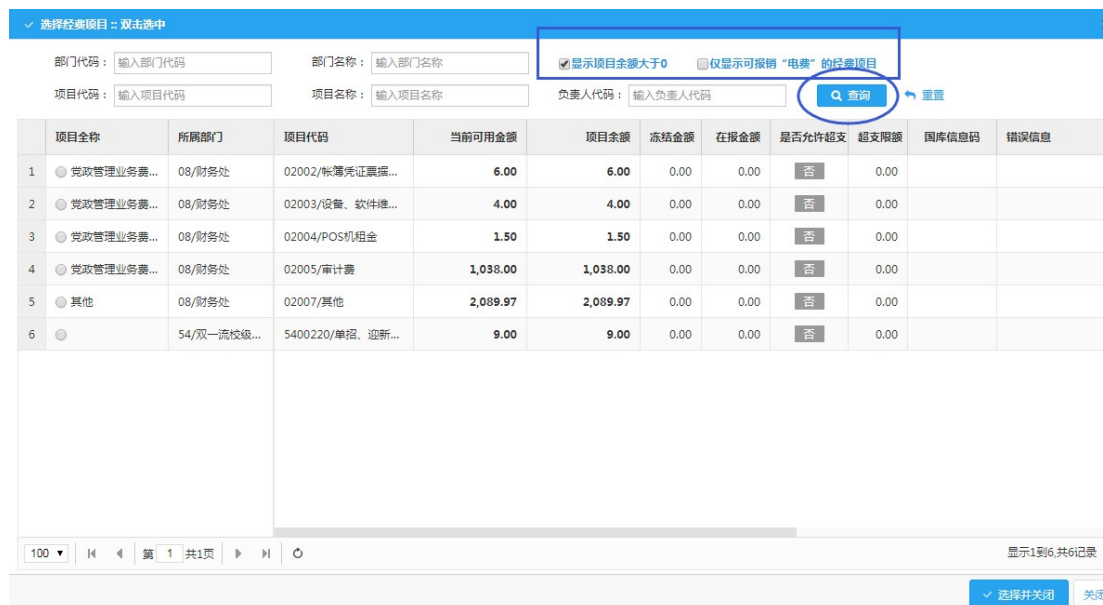 选择经费项目 :: 双击选中
部门代码： 输入部门代码 部门名称： 输入部门名称 显示项目余额大于0 仅显示可报销“电费”的经费项目
项目代码： 输入项目代码 项目名称： 输入项目名称 负责人代码： 输入负责人代码 查询 重置
项目全称 所属部门 项目代码 当前可用金额 项目余额 冻结金额 在报金额 是否允许超支 超支限额 国库信息码 错误信息
1 党政管理业务费... 08/财务处 02002/帐簿凭证票据... 6.00 6.00 0.00 0.00 否 0.00
2 党政管理业务费... 08/财务处 02003/设备、软件维... 4.00 4.00 0.00 0.00 否 0.00
3 党政管理业务费... 08/财务处 02004/POS机租金 1.50 1.50 0.00 0.00 否 0.00
4 党政管理业务费... 08/财务处 02005/审计费 1,038.00 1,038.00 0.00 0.00 否 0.00
5 其他 08/财务处 02007/其他 2,089.97 2,089.97 0.00 0.00 否 0.00
6 54/双一流校级... 5400220/单招、迎新... 9.00 9.00 0.00 0.00 否 0.00
100 第 1 共1页 显示1到6,共6记录
选择并关闭 关闭